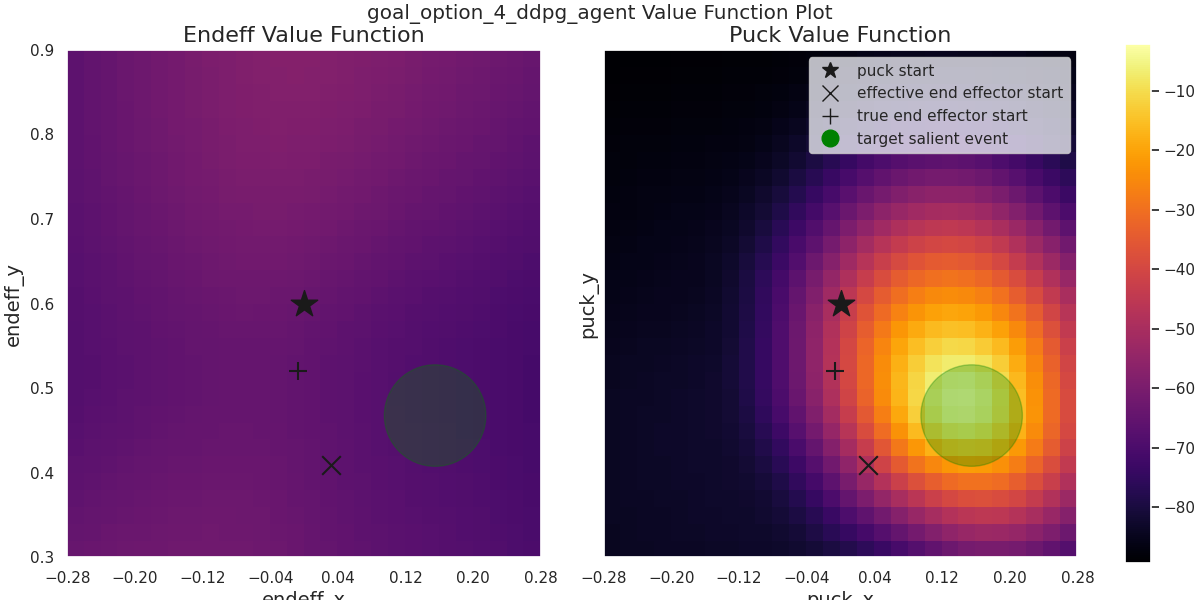 goal_option_4_ddpg_agent Value Function Plot
Endeff Value Function
Puck Value Function
puck start
effective end effector start
true end effector start
target salient event
endeff_y
0.9
0.8
0.7
0.6
0.5
0.4
0.3
−0.28 −0.20 −0.12 −0.04 0.04 0.12 0.20 0.28
endeff_x
puck_y
−0.28 −0.20 −0.12 −0.04 0.04 0.12 0.20 0.28
puck_x
−10
−20
−30
−40
−50
−60
−70
−80